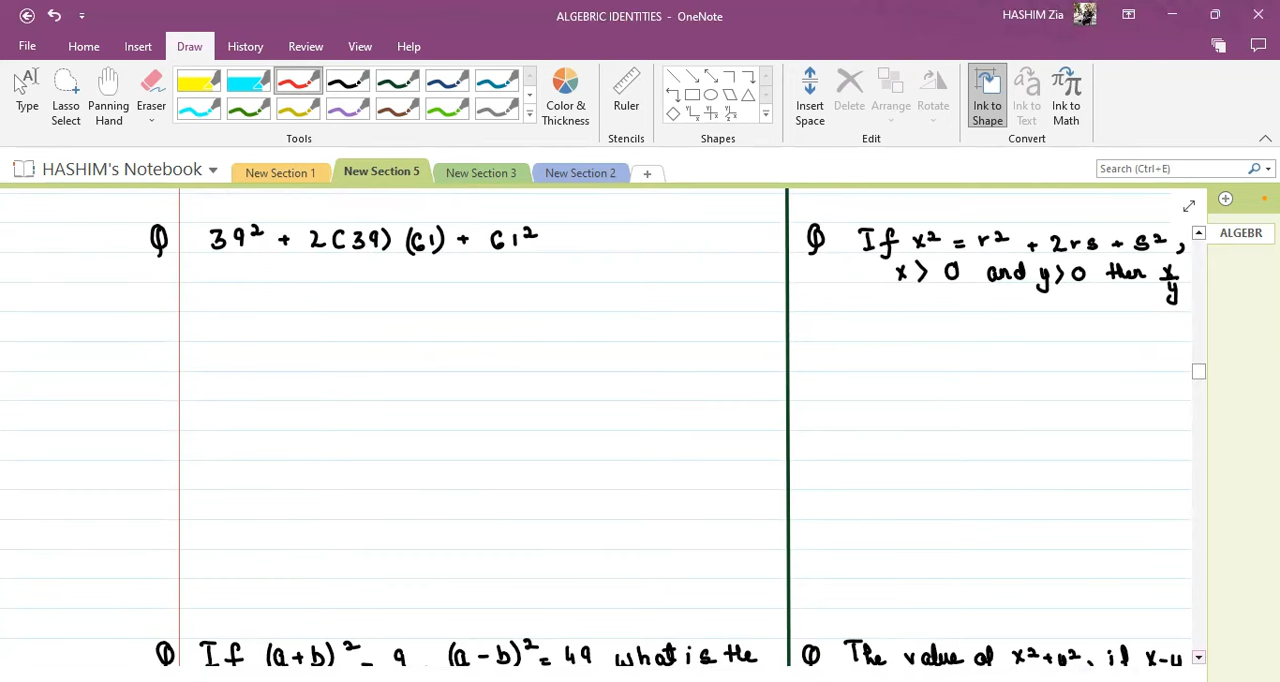 ALGEBRIC IDENTITIES - OneNote
HASHIM Zia
File Home Insert Draw History Review View Help
Type
Lasso Select
Panning Hand
Eraser
Color & Thickness
Ruler
Insert Space
Delete
Arrange
Rotate
Ink to Shape
Ink to Text
Ink to Math
Tools
Stencils
Shapes
Edit
Convert
HASHIM's Notebook
New Section 1
New Section 5
New Section 3
New Section 2
Search (Ctrl+E)
ALGEBR
Q 39² + 2(39) (61) + 61²
Q If x² = r² + 2rs + s²,
x > 0 and y > 0 then x/y
Q If (a+b)² = 9 (a-b)² = 49 what is the
Q The value of x² + y², if x-y